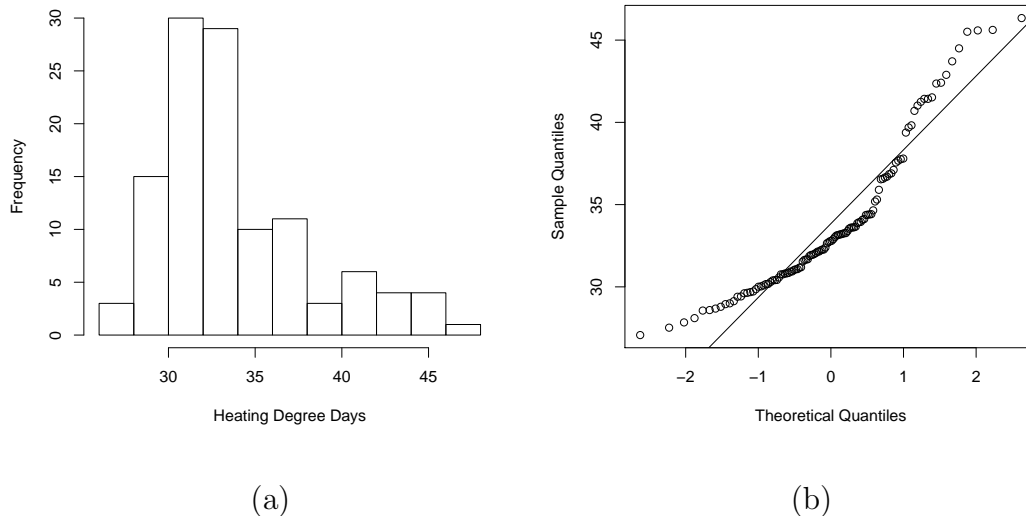 Frequency
0 5 10 15 20 25 30
30 35 40 45
Heating Degree Days
(a)
Sample Quantiles
30 35 40 45
−2 −1 0 1 2
Theoretical Quantiles
(b)